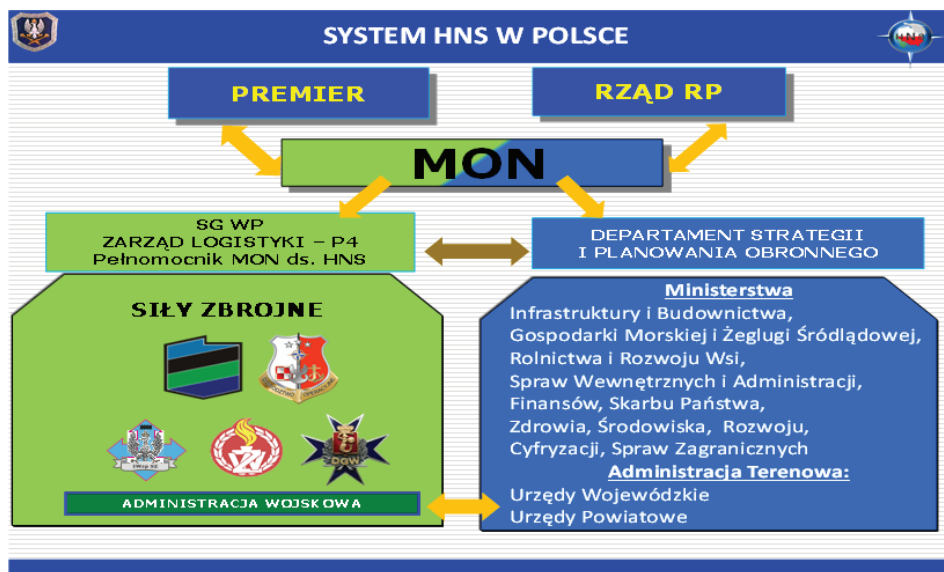 SYSTEM HNS W POLSCE
HNS
PREMIER
RZĄD RP
MON
SG WP
ZARZĄD LOGISTYKI – P4
Pełnomocnik MON ds. HNS
DEPARTAMENT STRATEGII
I PLANOWANIA OBRONNEGO
SIŁY ZBROJNE
DGW
ADMINISTRACJA WOJSKOWA
Ministerstwa
Infrastruktury i Budownictwa,
Gospodarki Morskiej i Żeglugi Śródlądowej,
Rolnictwa i Rozwoju Wsi,
Spraw Wewnętrznych i Administracji,
Finansów, Skarbu Państwa,
Zdrowia, Środowiska, Rozwoju,
Cyfryzacji, Spraw Zagranicznych
Administracja Terenowa:
Urzędy Wojewódzkie
Urzędy Powiatowe